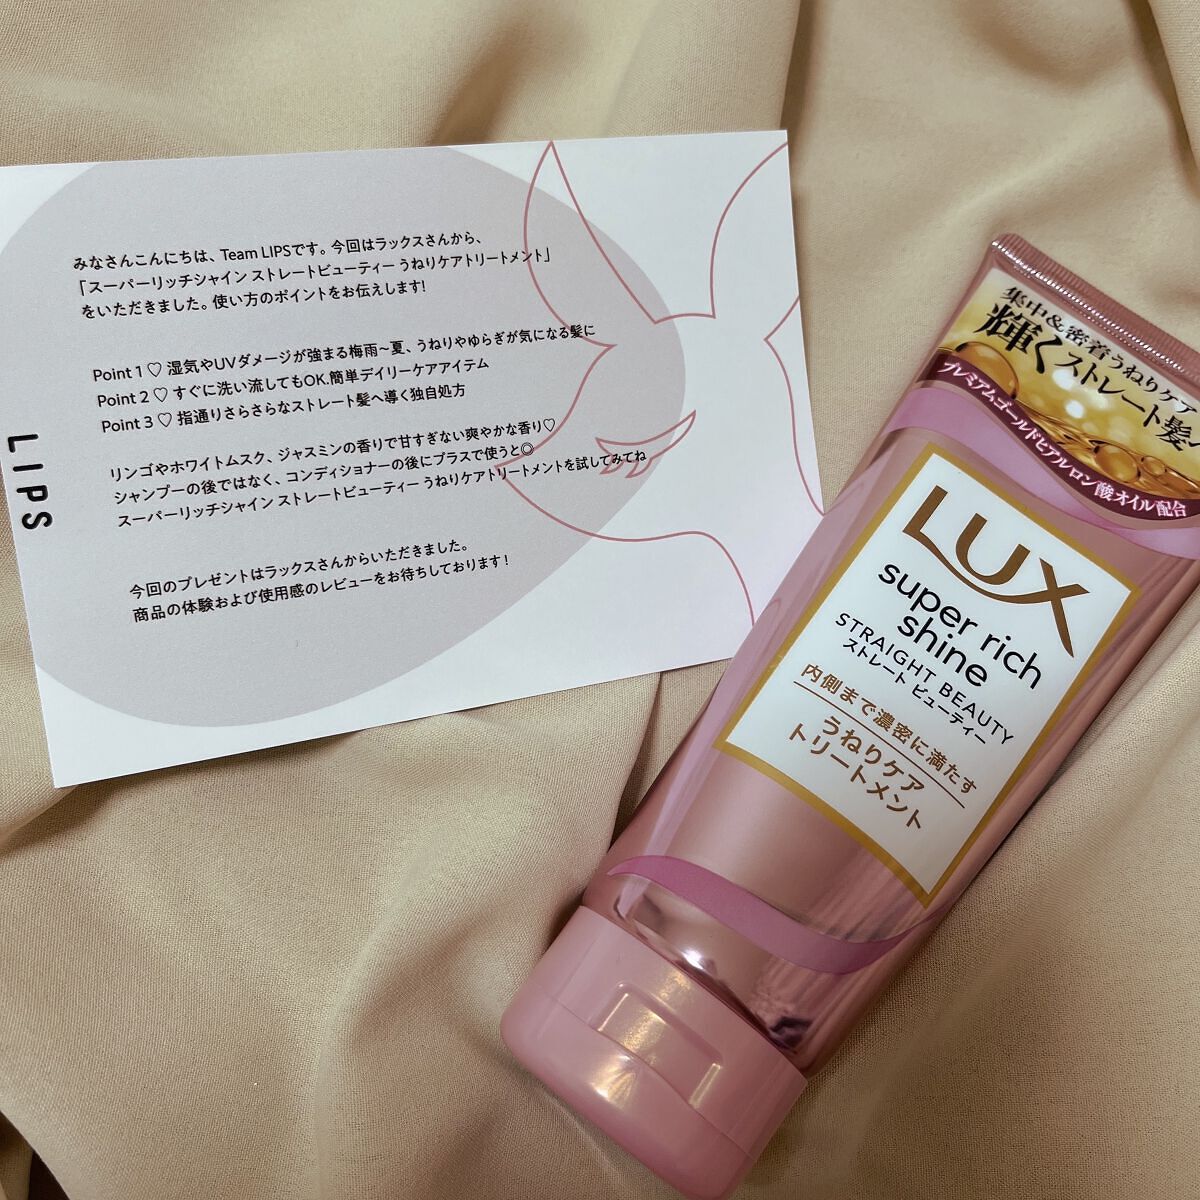 みなさんこんにちは、Team LIPSです。今回はラックスさんから、
「スーパーリッチシャイン ストレートビューティー うねりケアトリートメント」
をいただきました。使い方のポイントをお伝えします!
Point 1 ♡ 湿気やUVダメージが強まる梅雨~夏、うねりやゆらぎが気になる髪に
Point 2 ♡ すぐに洗い流してもOK.簡単デイリーケアアイテム
Point 3 ♡ 指通りさらさらなストレート髪へ導く独自処方
リンゴやホワイトムスク、ジャスミンの香りで甘すぎない爽やかな香り♡
シャンプーの後ではなく、コンディショナーの後にプラスで使うと◎
スーパーリッチシャイン ストレートビューティー うねりケアトリートメントを試してみてね
今回のプレゼントはラックスさんからいただきました。
商品の体験および使用感のレビューをお待ちしております!
LIPS
集中&密着うねりケア
輝くストレート髪
プレミアムゴールドヒアルロン酸オイル配合
LUX
super rich
shine
STRAIGHT BEAUTY
ストレート ビューティー
内側まで濃密に満たす
うねりケア
トリートメント